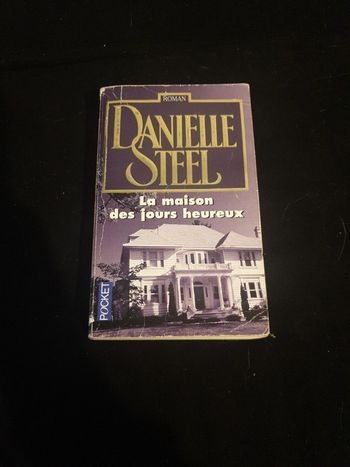 ROMAN
DANIELLE
STEEL
La maison
des jours heureux
POCKET